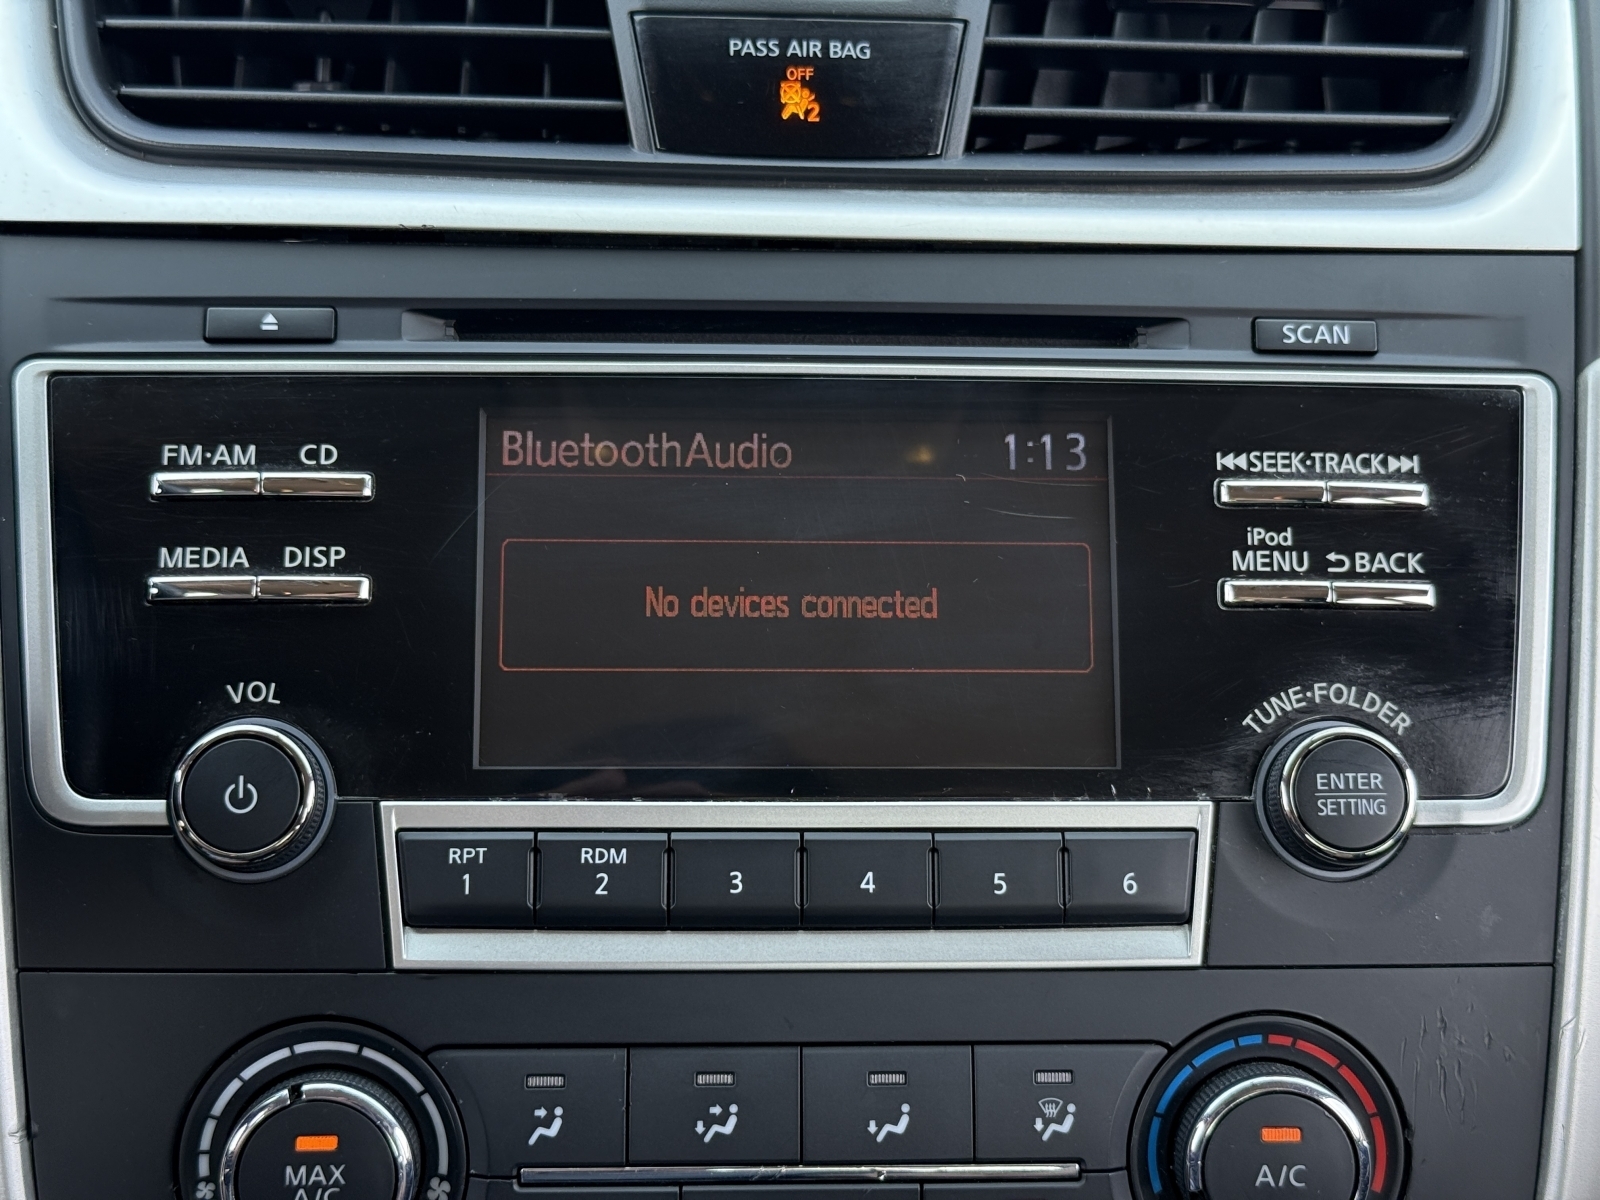 PASS AIR BAG
OFF
2
SCAN
BluetoothAudio 1:13
FM·AM CD
SEEK·TRACK
No devices connected
MEDIA DISP
iPod
MENU BACK
VOL
TUNE·FOLDER
ENTER
SETTING
RPT
1
RDM
2
3
4
5
6
MAX
A/C
A/C